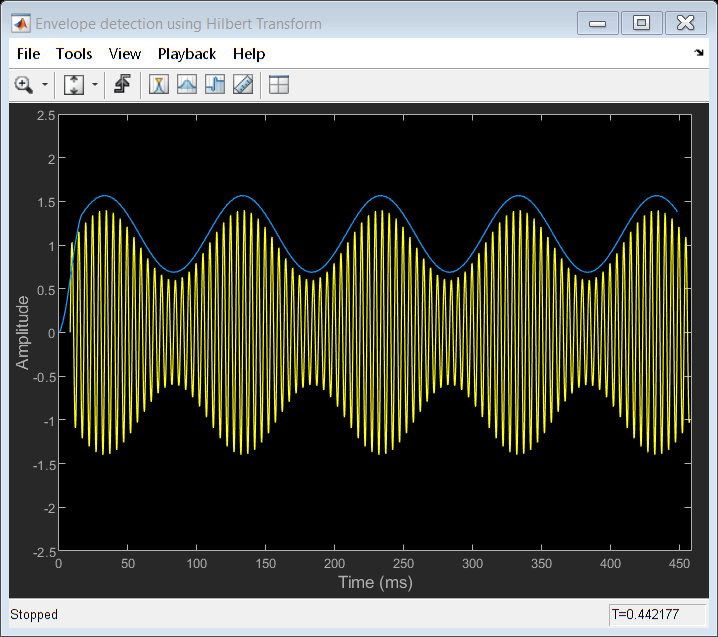 Envelope detection using Hilbert Transform
File Tools View Playback Help
2.5
2
1.5
1
0.5
0
-0.5
-1
-1.5
-2
-2.5
Amplitude
0 50 100 150 200 250 300 350 400 450
Time (ms)
Stopped T=0.442177